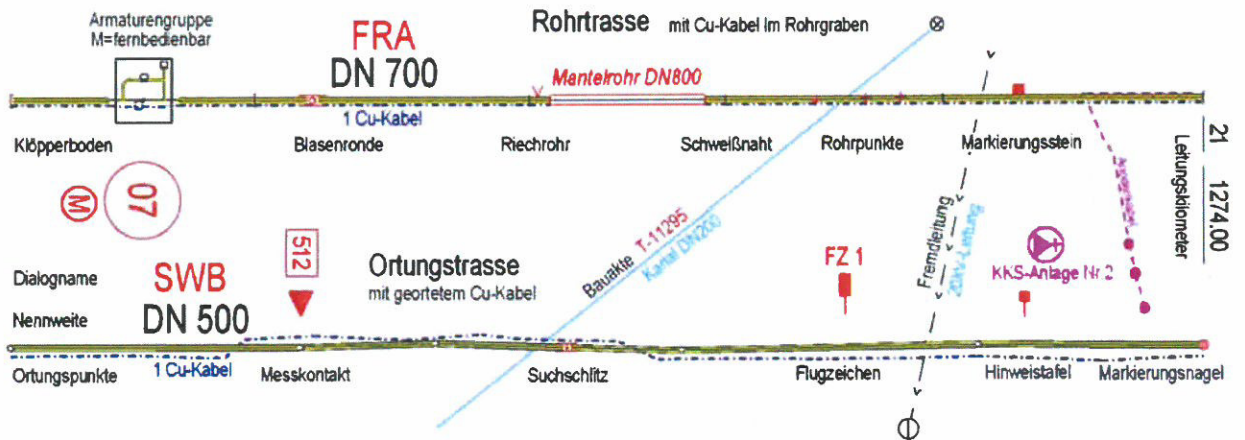 Armaturengruppe
M=fernbedienbar
FRA
DN 700
Rohrtrasse mit Cu-Kabel im Rohrgraben
Mantelrohr DN800
1 Cu-Kabel
Klöpperboden
Blasenronde
Riechrohr
Schweißnaht
Rohrpunkte
Markierungsstein
21 1274.00
Leitungskilometer
M
07
512
Dialogname
SWB
Nennweite
DN 500
Ortungstrasse
mit geortetem Cu-Kabel
Bauakte T-11295
Kanal DN200
FZ 1
Fremdleitung
KKS-Anlage Nr.2
Ortungspunkte
1 Cu-Kabel
Messkontakt
Suchschlitz
Flugzeichen
Hinweistafel
Markierungsnagel